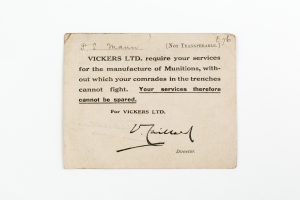 P L Mann
(Not Transferable.)
VICKERS LTD. require your services
for the manufacture of Munitions, with-
out which your comrades in the trenches
cannot fight. Your services therefore
cannot be spared.
For VICKERS LTD.
Director.